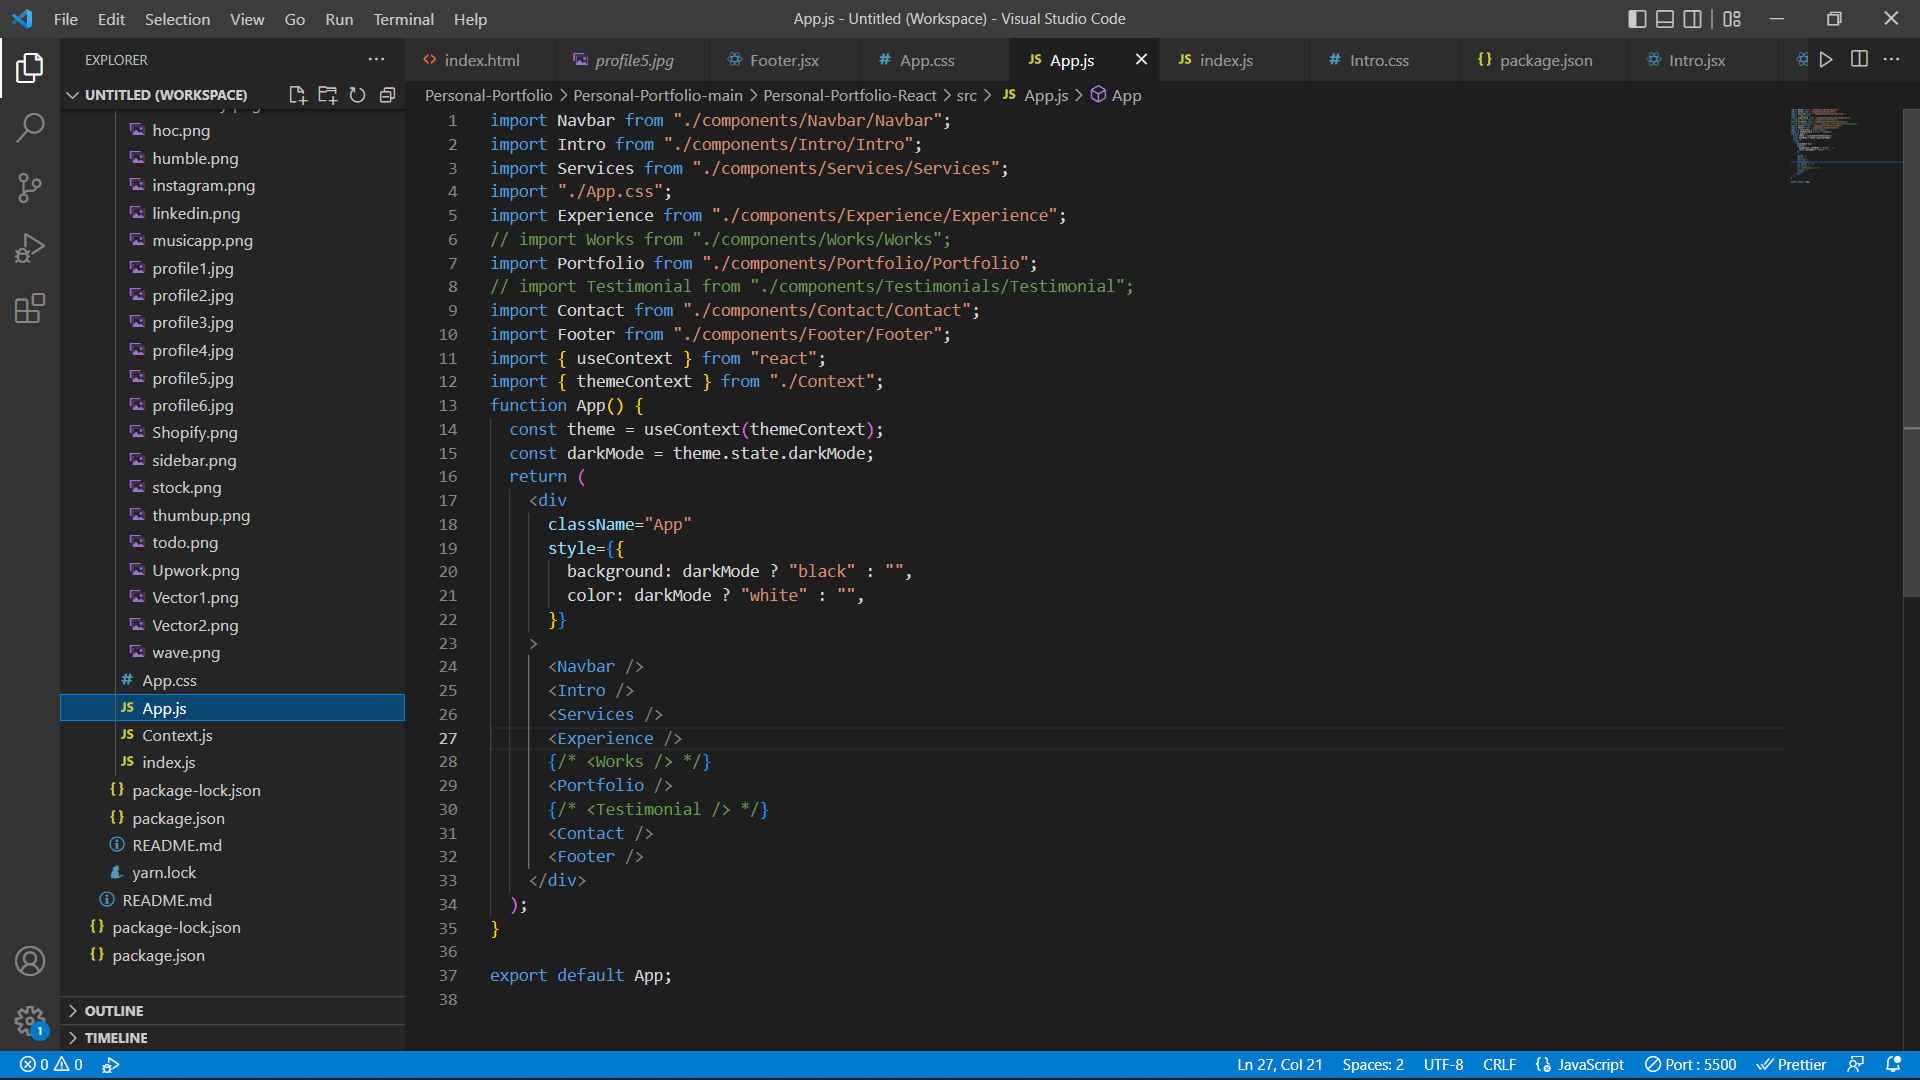 File Edit Selection View Go Run Terminal Help
App.js - Untitled (Workspace) - Visual Studio Code
EXPLORER
index.html profile5.jpg Footer.jsx App.css App.js index.js Intro.css package.json Intro.jsx
UNTITLED (WORKSPACE)
Personal-Portfolio > Personal-Portfolio-main > Personal-Portfolio-React > src > JS App.js > App
hoc.png
humble.png
instagram.png
linkedin.png
musicapp.png
profile1.jpg
profile2.jpg
profile3.jpg
profile4.jpg
profile5.jpg
profile6.jpg
Shopify.png
sidebar.png
stock.png
thumbup.png
todo.png
Upwork.png
Vector1.png
Vector2.png
wave.png
# App.css
JS App.js
JS Context.js
JS index.js
{} package-lock.json
{} package.json
README.md
yarn.lock
README.md
{} package-lock.json
{} package.json
OUTLINE
TIMELINE
1 import Navbar from "./components/Navbar/Navbar";
2 import Intro from "./components/Intro/Intro";
3 import Services from "./components/Services/Services";
4 import "./App.css";
5 import Experience from "./components/Experience/Experience";
6 // import Works from "./components/Works/Works";
7 import Portfolio from "./components/Portfolio/Portfolio";
8 // import Testimonial from "./components/Testimonials/Testimonial";
9 import Contact from "./components/Contact/Contact";
10 import Footer from "./components/Footer/Footer";
11 import { useContext } from "react";
12 import { themeContext } from "./Context";
13 function App() {
14 const theme = useContext(themeContext);
15 const darkMode = theme.state.darkMode;
16 return (
17 <div
18 className="App"
19 style={{
20 background: darkMode ? "black" : "",
21 color: darkMode ? "white" : "",
22 }}
23 >
24 <Navbar />
25 <Intro />
26 <Services />
27 <Experience />
28 {/* <Works /> */}
29 <Portfolio />
30 {/* <Testimonial /> */}
31 <Contact />
32 <Footer />
33 </div>
34 );
35 }
36
37 export default App;
38
1
0 0
Ln 27, Col 21 Spaces: 2 UTF-8 CRLF {} JavaScript Port : 5500 Prettier